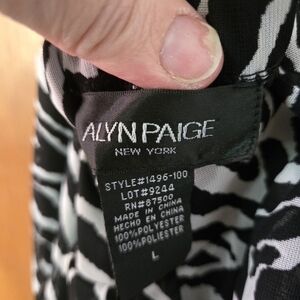 ALYN PAIGE
NEW YORK
STYLE#1496-100
LOT#9244
RN#87500
MADE IN CHINA
HECHO EN CHINA
100%POLYESTER
100%POLIESTER
L